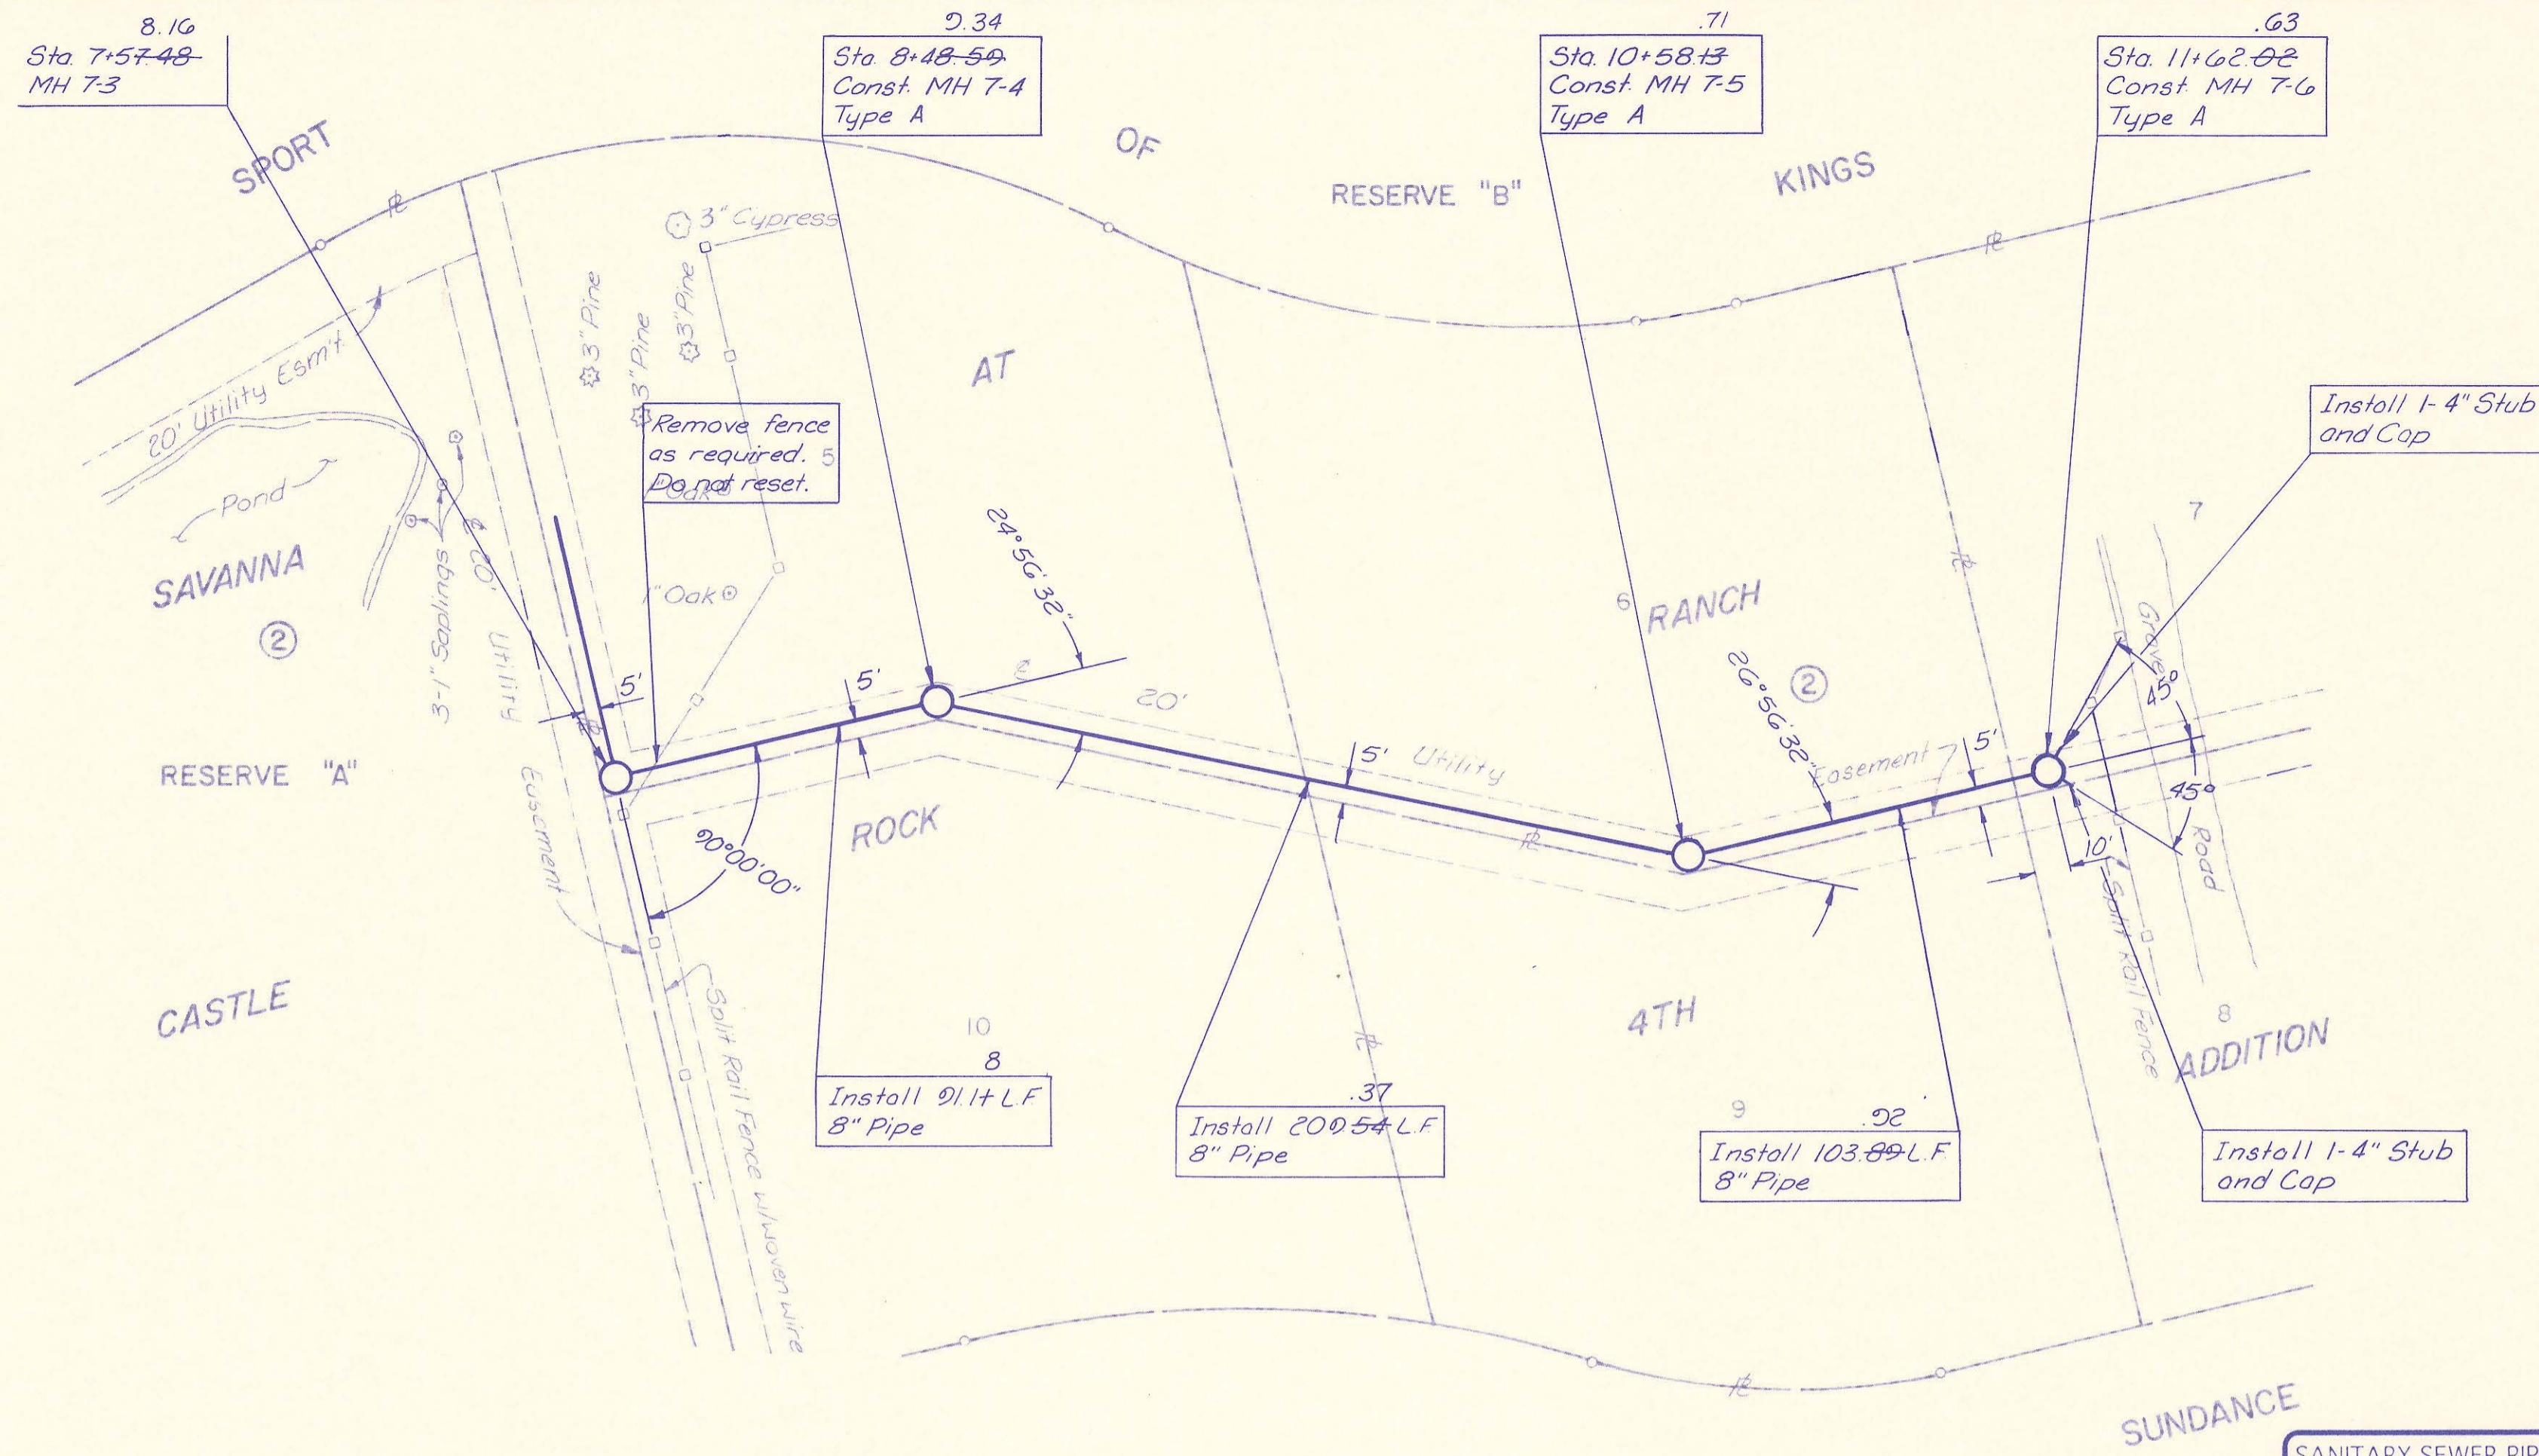 8.16
Sta. 7+57.48
MH 7-3
9.34
Sta. 8+48.59
Const. MH 7-4
Type A
.71
Sta. 10+58.13
Const. MH 7-5
Type A
.63
Sta. 11+62.02
Const. MH 7-6
Type A
SPORT
OF
RESERVE "B"
KINGS
3" Cypress
3" Pine
3" Pine
3" Pine
AT
20' Utility Esm't.
Pond
Remove fence
as required.
Do not reset.
5
1" Oak
Install 1-4" Stub
and Cap
7
SAVANNA
2
3-1" Saplings
20' Utility Easement
24°56'32"
6
RANCH
2
26°56'32"
Gravel Road
45°
45°
5'
5'
20' Utility Easement
5'
5'
10'
RESERVE "A"
ROCK
90°00'00"
Split Rail Fence
CASTLE
Split Rail Fence w/woven wire
4TH
8
ADDITION
10
8
Install 91.11 L.F.
8" Pipe
.37
Install 209.54 L.F.
8" Pipe
9
.92
Install 103.89 L.F.
8" Pipe
Install 1-4" Stub
and Cap
SUNDANCE
SANITARY SEWER PIP